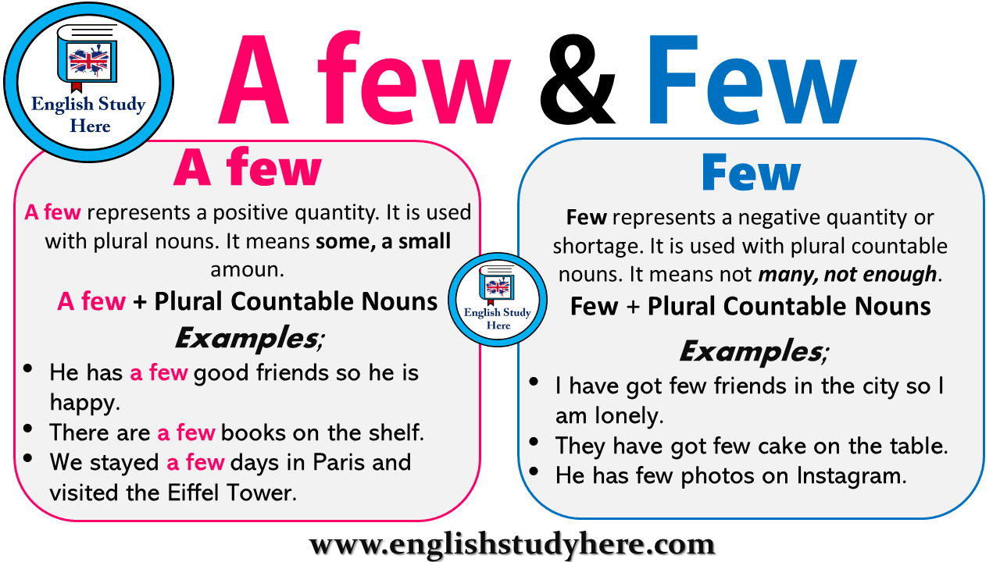 English Study
Here
A few & Few
A few
A few represents a positive quantity. It is used
with plural nouns. It means some, a small
amoun.
A few + Plural Countable Nouns
Examples;
• He has a few good friends so he is
happy.
• There are a few books on the shelf.
• We stayed a few days in Paris and
visited the Eiffel Tower.
English Study
Here
Few
Few represents a negative quantity or
shortage. It is used with plural countable
nouns. It means not many, not enough.
Few + Plural Countable Nouns
Examples;
• I have got few friends in the city so I
am lonely.
• They have got few cake on the table.
• He has few photos on Instagram.
www.englishstudyhere.com